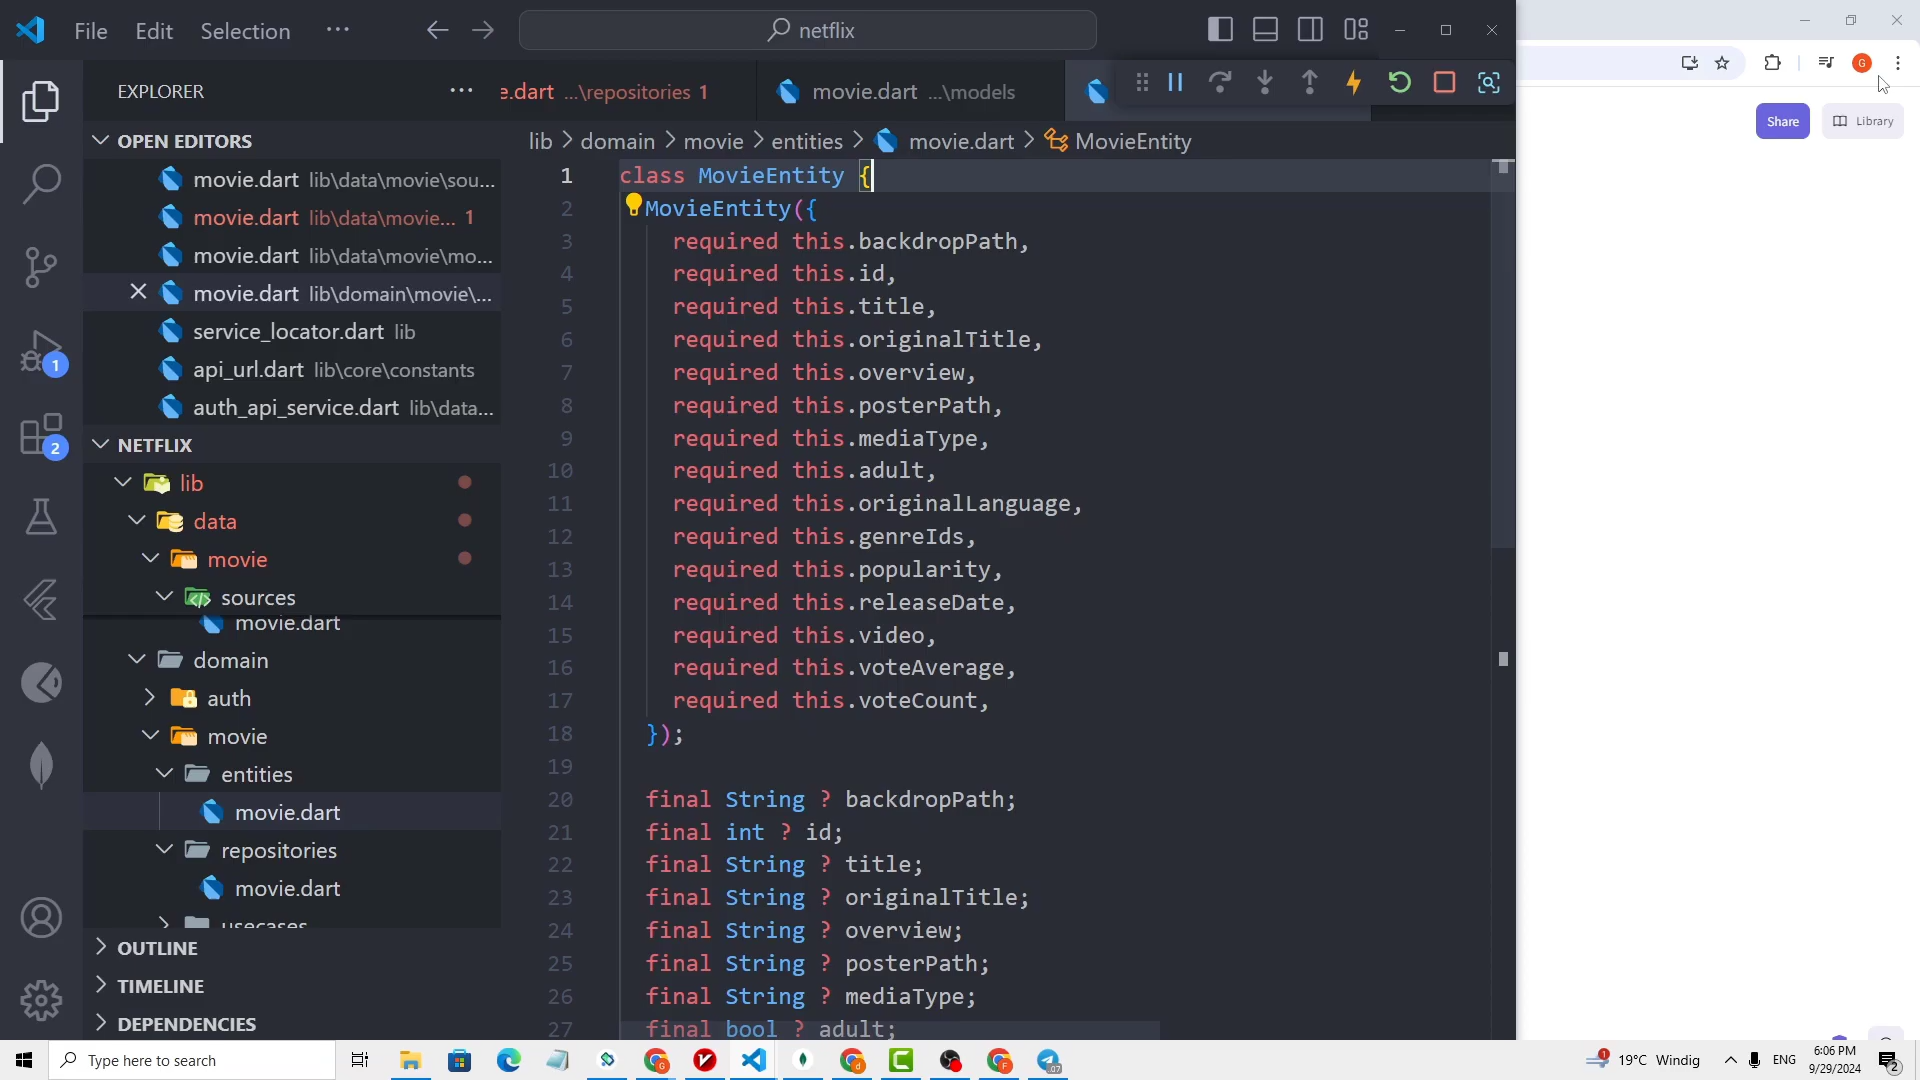 File Edit Selection ···
netflix
G
EXPLORER ···
e.dart ...\repositories 1
movie.dart ...\models
Share
Library
lib > domain > movie > entities > movie.dart > MovieEntity
OPEN EDITORS
movie.dart lib\data\movie\sou...
movie.dart lib\data\movie... 1
movie.dart lib\data\movie\mo...
movie.dart lib\domain\movie\...
service_locator.dart lib
api_url.dart lib\core\constants
auth_api_service.dart lib\data...
NETFLIX
lib
data
movie
sources
movie.dart
domain
auth
movie
entities
movie.dart
repositories
movie.dart
usecases
OUTLINE
TIMELINE
DEPENDENCIES
1
2
1 class MovieEntity {
2 MovieEntity({
3 required this.backdropPath,
4 required this.id,
5 required this.title,
6 required this.originalTitle,
7 required this.overview,
8 required this.posterPath,
9 required this.mediaType,
10 required this.adult,
11 required this.originalLanguage,
12 required this.genreIds,
13 required this.popularity,
14 required this.releaseDate,
15 required this.video,
16 required this.voteAverage,
17 required this.voteCount,
18 });
19
20 final String ? backdropPath;
21 final int ? id;
22 final String ? title;
23 final String ? originalTitle;
24 final String ? overview;
25 final String ? posterPath;
26 final String ? mediaType;
27 final bool ? adult;
Type here to search
1
19°C Windig
ENG
6:06 PM
9/29/2024
2